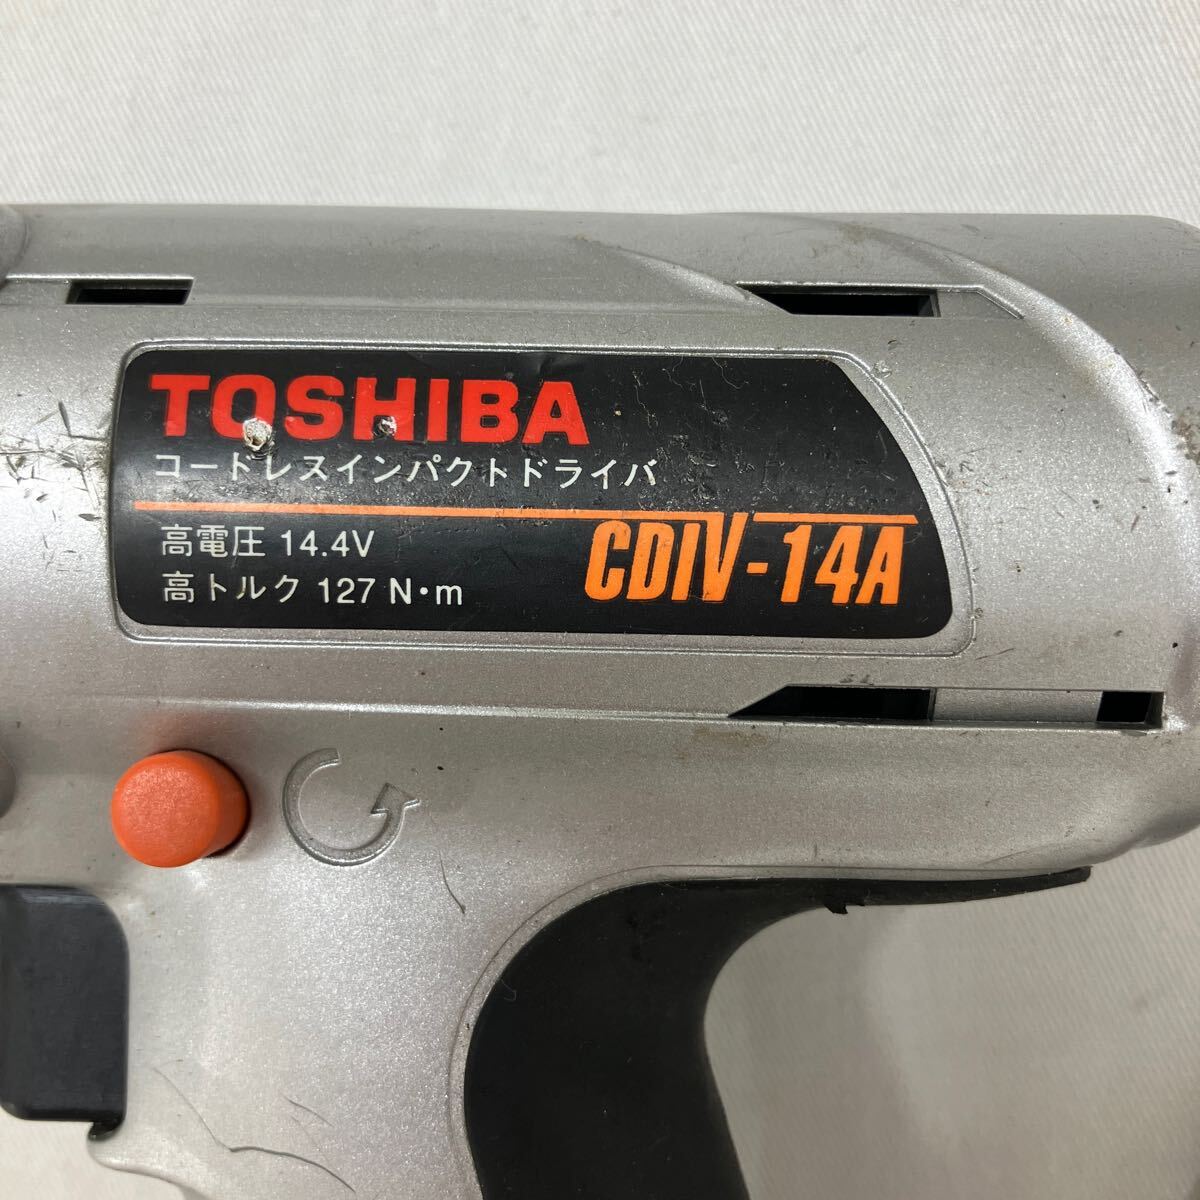 TOSHIBA
コードレスインパクトドライバ
高電圧 14.4V
高トルク 127 N・m
CDIV-14A